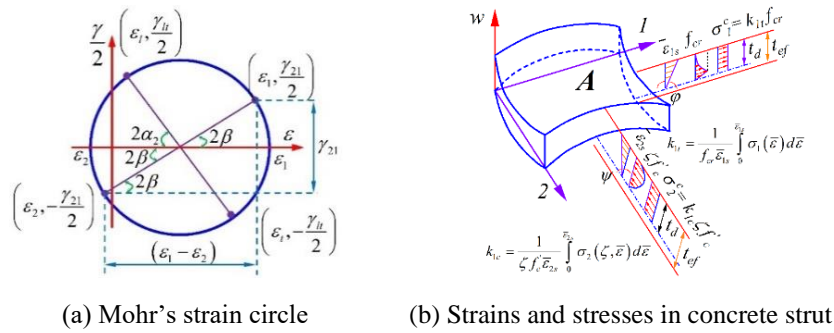 γ/2
(ε_l, γ_lt/2)
(ε_1, γ_21/2)
2α_2
2β
ε
ε_2
2β
ε_1
γ_21
2β
(ε_2, -γ_21/2)
(ε_t, -γ_lt/2)
(ε_1 - ε_2)
(a) Mohr's strain circle
w
1
σ_1^c = k_1t f_cr
f_cr
ε_1s
t_d
t_ef
A
φ
k_1t = 1/(f_cr ε̄_1s) ∫_0^ε̄_1s σ_1(ε̄)dε̄
2
ψ
ε̄_2s
ζf'_c
σ_2^c = k_1c ζf'_c
t_d
t_ef
k_1c = 1/(ζ f'_c ε̄_2s) ∫_0^ε̄_2s σ_2(ζ, ε̄)dε̄
(b) Strains and stresses in concrete strut